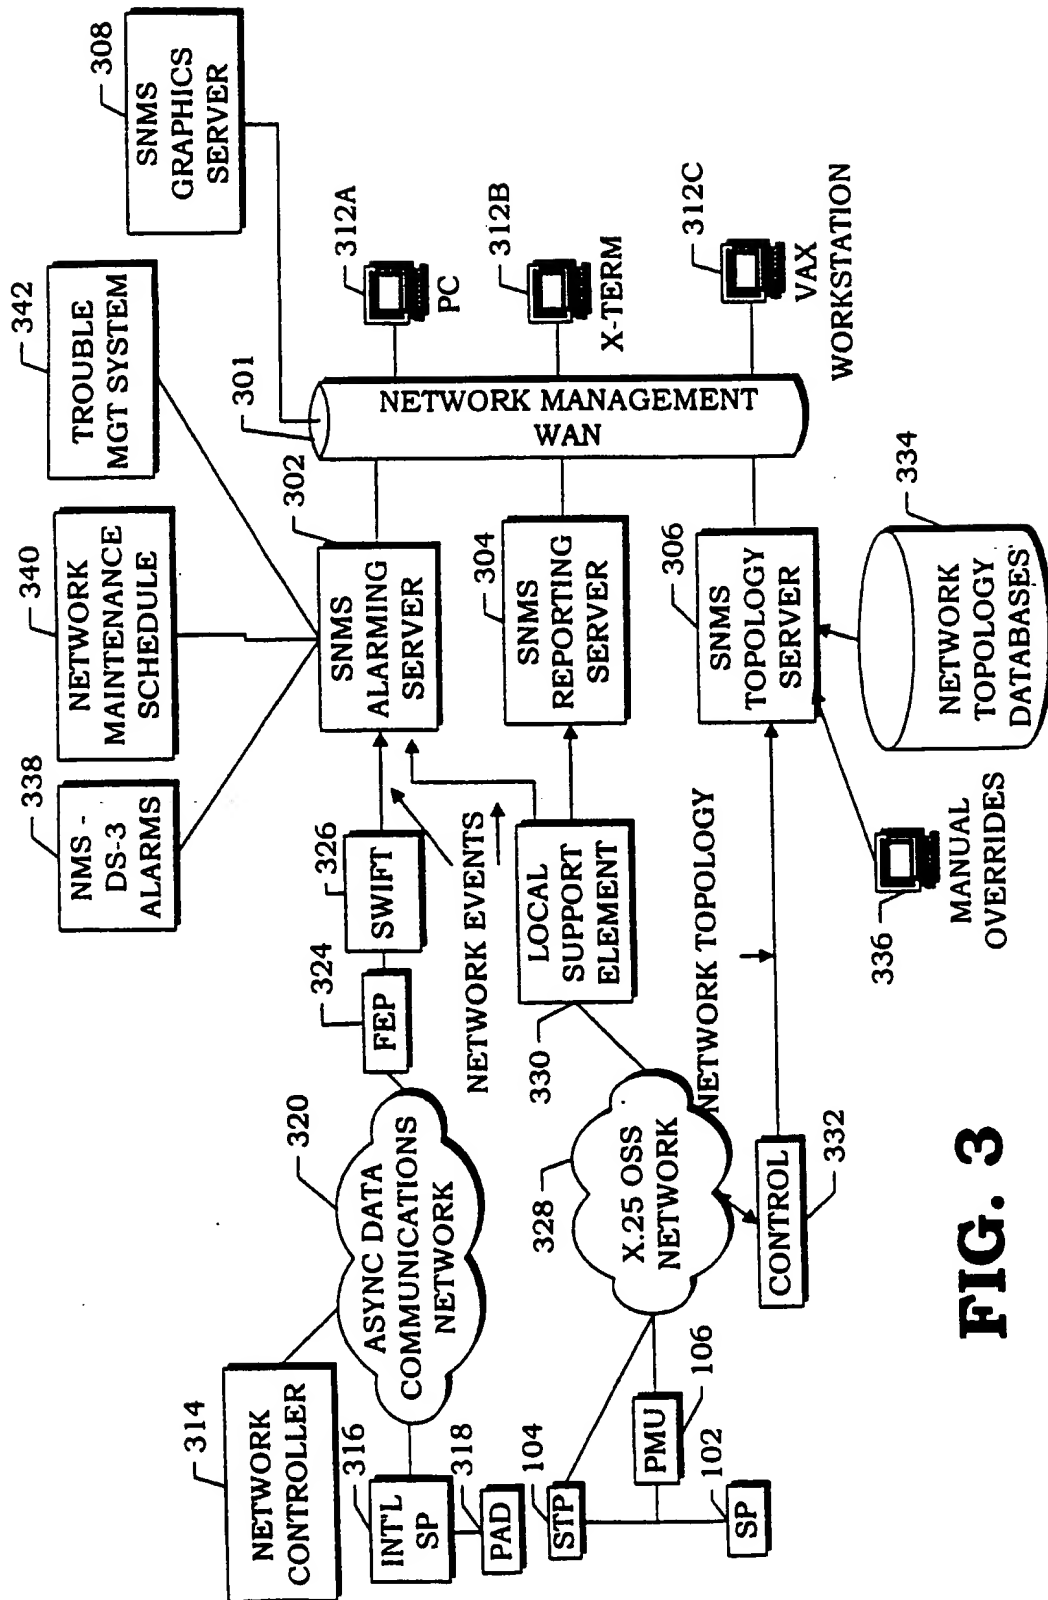 308
SNMS
GRAPHICS
SERVER
342
TROUBLE
MGT SYSTEM
340
NETWORK
MAINTENANCE
SCHEDULE
338
NMS -
DS-3
ALARMS
301
NETWORK MANAGEMENT
WAN
312A
PC
312B
X-TERM
312C
VAX
WORKSTATION
302
SNMS
ALARMING
SERVER
304
SNMS
REPORTING
SERVER
306
SNMS
TOPOLOGY
SERVER
334
NETWORK
TOPOLOGY
DATABASES
326
SWIFT
324
FEP
NETWORK EVENTS
LOCAL
SUPPORT
ELEMENT
330
NETWORK TOPOLOGY
336
MANUAL
OVERRIDES
320
ASYNC DATA
COMMUNICATIONS
NETWORK
328
X.25 OSS
NETWORK
CONTROL
332
314
NETWORK
CONTROLLER
316
INT'L
SP
318
PAD
104
STP
PMU
106
102
SP
FIG. 3